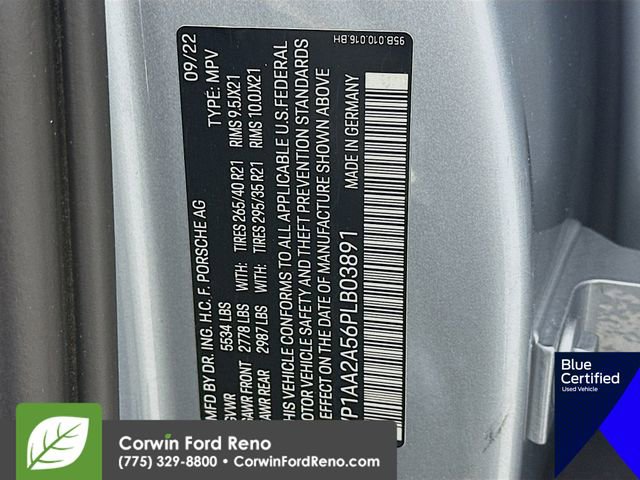 MFD BY DR. ING. H.C. F. PORSCHE AG 09/22
GVWR 5534 LBS TYPE: MPV
GAWR FRONT 2778 LBS WITH: TIRES 265/40 R21 RIMS 9.5JX21
GAWR REAR 2987 LBS WITH: TIRES 295/35 R21 RIMS 10.0JX21
THIS VEHICLE CONFORMS TO ALL APPLICABLE U.S. FEDERAL
MOTOR VEHICLE SAFETY AND THEFT PREVENTION STANDARDS
EFFECTIVE ON THE DATE OF MANUFACTURE SHOWN ABOVE
WP1AA2A56PLB03891 MADE IN GERMANY
95B.010.016.BH
Blue
Certified
Used Vehicle
Corwin Ford Reno
(775) 329-8800 • CorwinFordReno.com